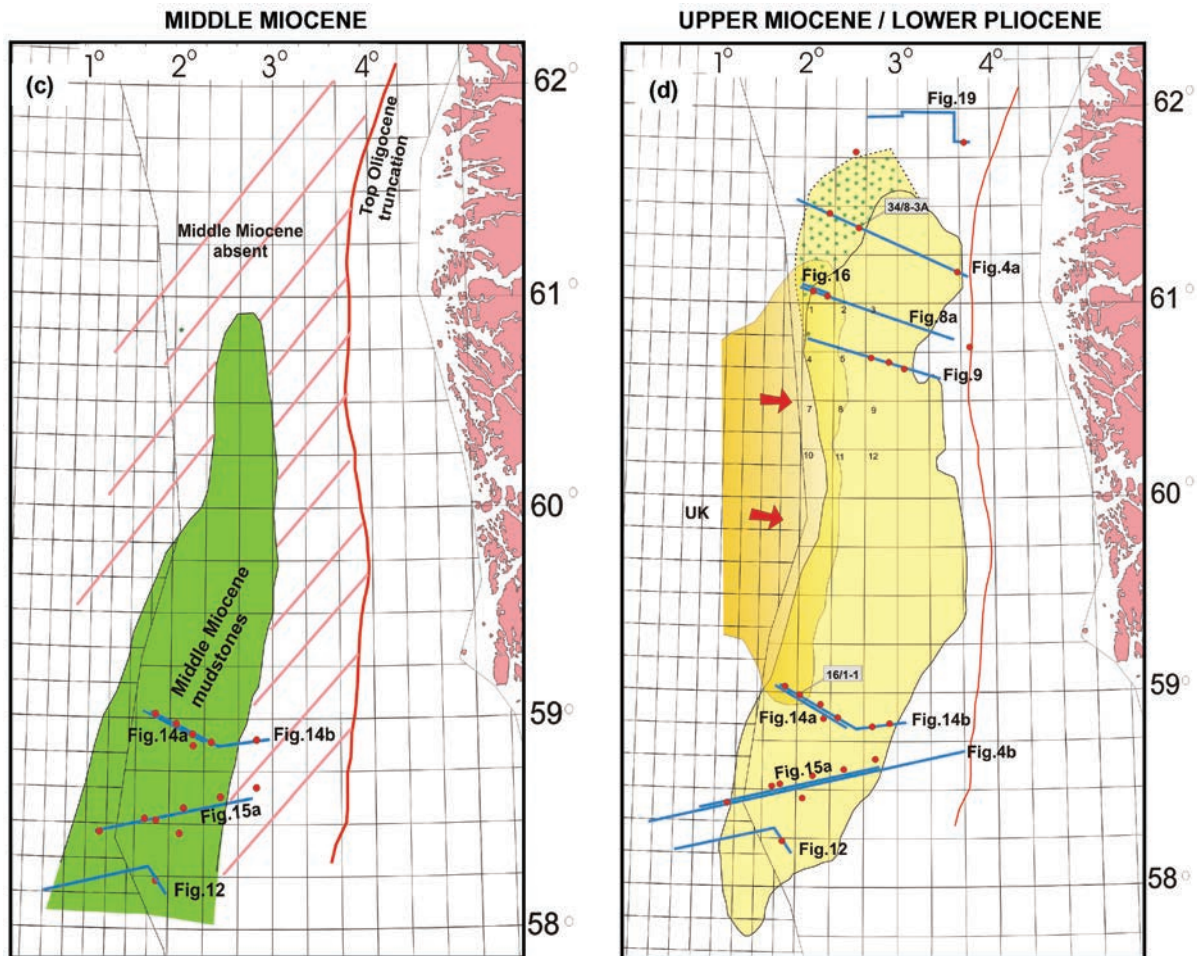 MIDDLE MIOCENE
(c)
1°
2°
3°
4°
62°
61°
60°
59°
58°
Top Oligocene
truncation
Middle Miocene
absent
Middle Miocene
mudstones
Fig.14a
Fig.14b
Fig.15a
Fig.12
UPPER MIOCENE / LOWER PLIOCENE
(d)
1°
2°
3°
4°
62°
61°
60°
59°
58°
Fig.19
34/8-3A
Fig.4a
Fig.16
1
2
3
Fig.8a
4
5
Fig.9
7
8
9
10
11
12
UK
16/1-1
Fig.14a
Fig.14b
Fig.4b
Fig.15a
Fig.12